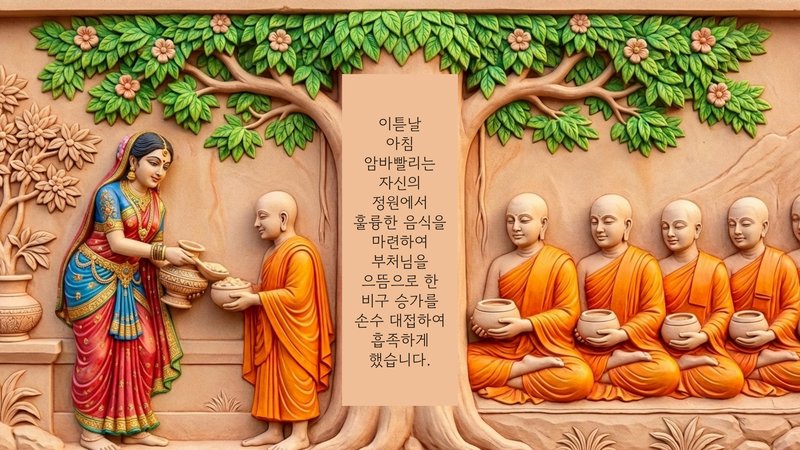 이튿날
아침
암바빨리는
자신의
정원에서
훌륭한 음식을
마련하여
부처님을
으뜸으로 한
비구 승가를
손수 대접하여
흡족하게
했습니다.